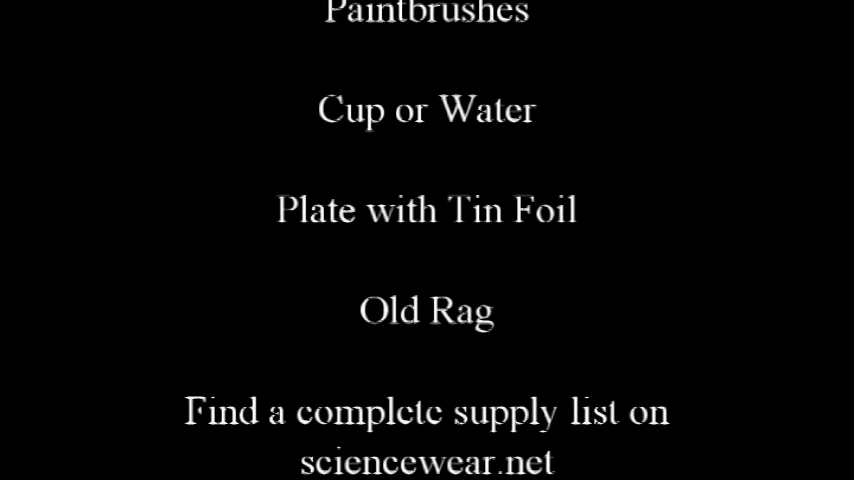 Paintbrushes
Cup or Water
Plate with Tin Foil
Old Rag
Find a complete supply list on
sciencewear.net